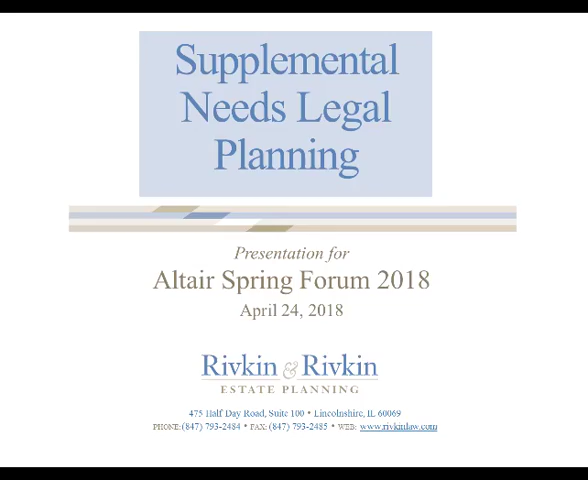 Supplemental
Needs Legal
Planning
Presentation for
Altair Spring Forum 2018
April 24, 2018
Rivkin & Rivkin
ESTATE PLANNING
475 Half Day Road, Suite 100 • Lincolnshire, IL 60069
PHONE: (847) 793-2484 • FAX: (847) 793-2485 • WEB: www.rivkinlaw.com